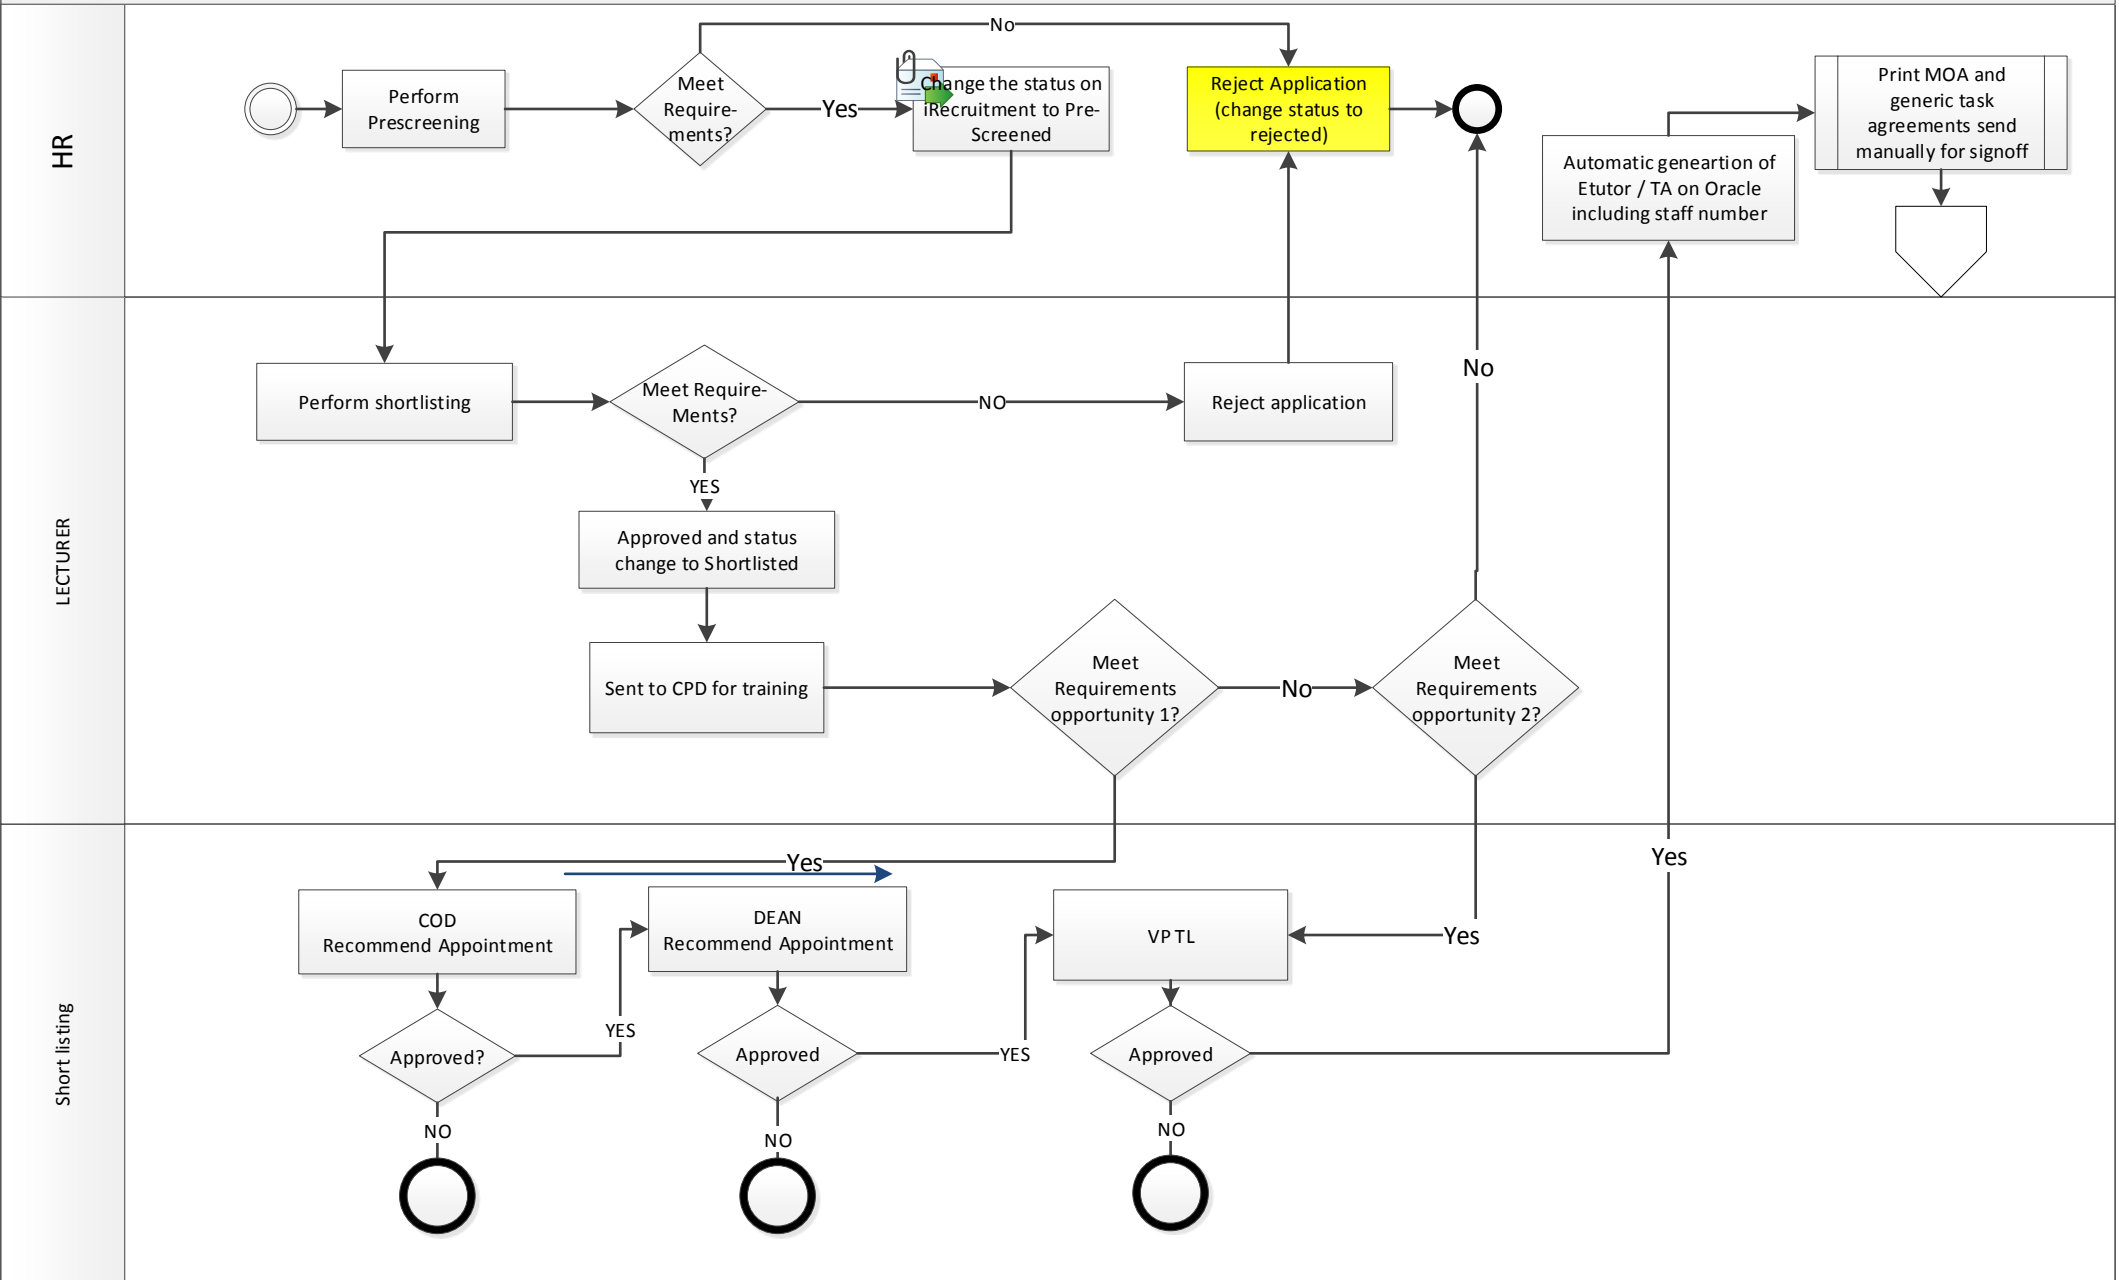 HR
No
Perform
Prescreening
Meet
Require-
ments?
Yes
Change the status on
iRecruitment to Pre-
Screened
Reject Application
(change status to
rejected)
Automatic geneartion of
Etutor / TA on Oracle
including staff number
Print MOA and
generic task
agreements send
manually for signoff
LECTURER
Perform shortlisting
Meet Require-
Ments?
NO
Reject application
No
YES
Approved and status
change to Shortlisted
Sent to CPD for training
Meet
Requirements
opportunity 1?
No
Meet
Requirements
opportunity 2?
Short listing
Yes
Yes
COD
Recommend Appointment
DEAN
Recommend Appointment
VP TL
Yes
Approved?
YES
Approved
YES
Approved
NO
NO
NO